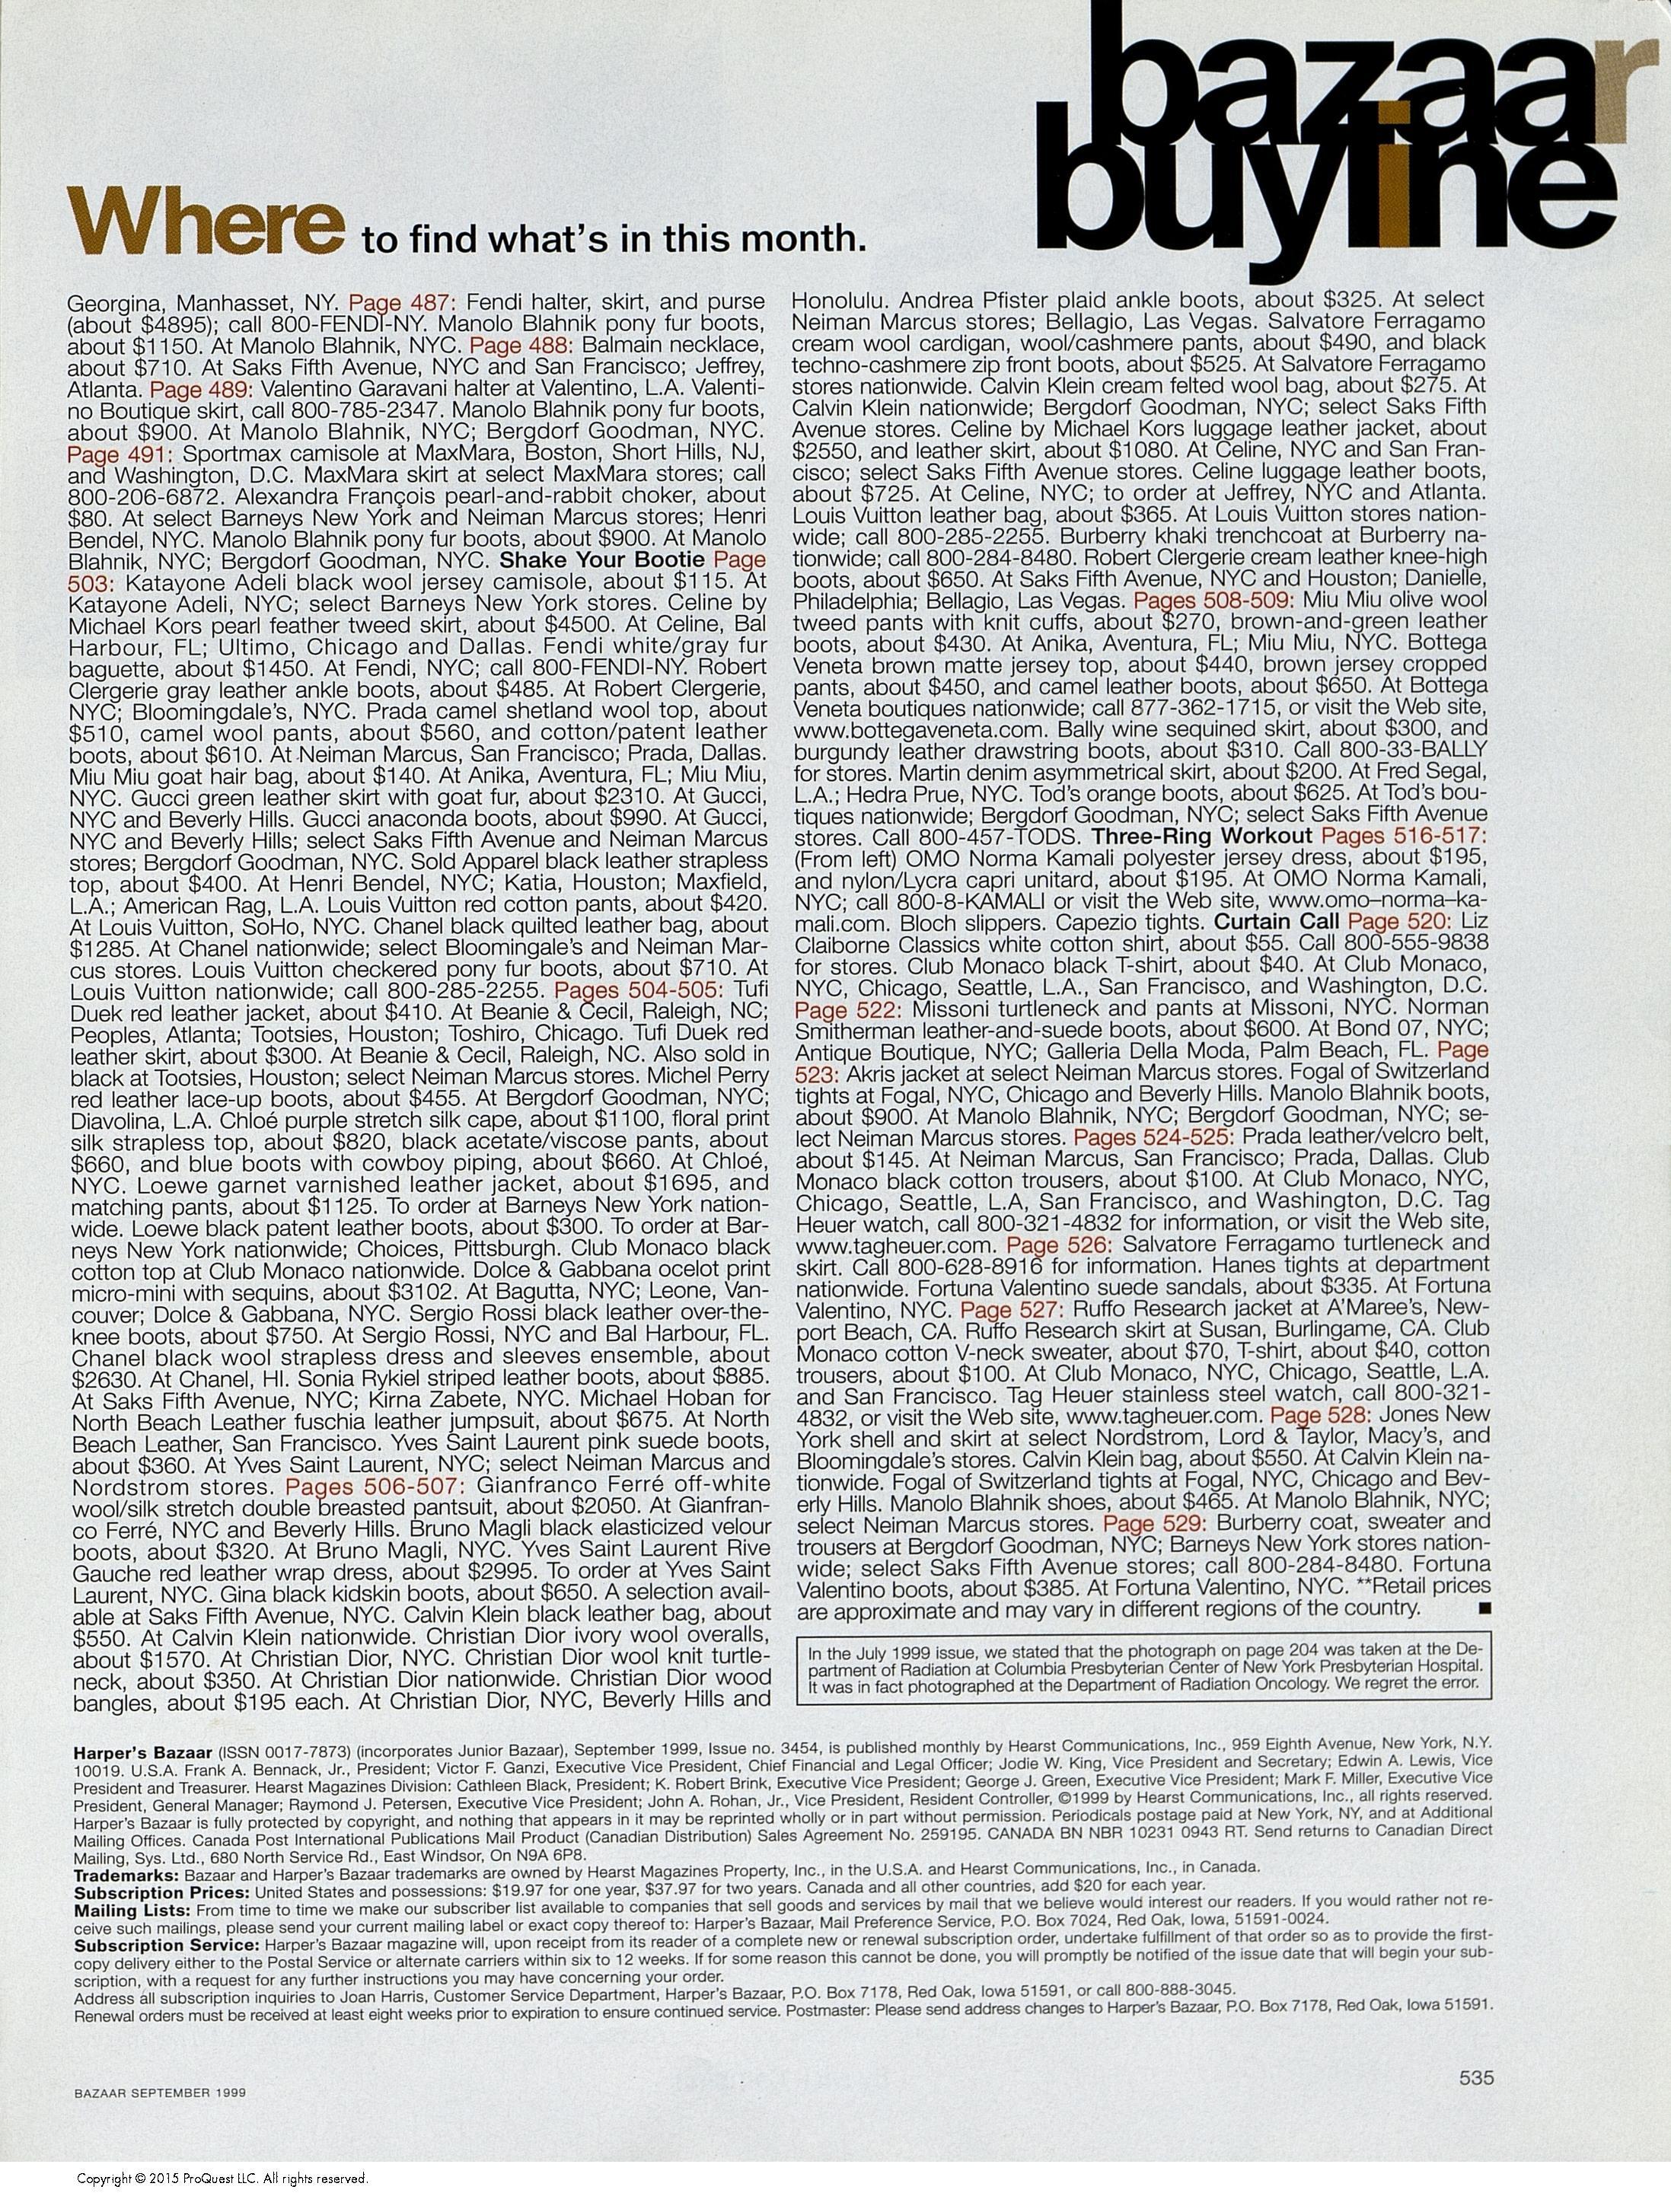 bazaar
buyline
Where to find what's in this month.
Georgina, Manhasset, NY. Page 487: Fendi halter, skirt, and purse
(about $4895); call 800-FENDI-NY. Manolo Blahnik pony fur boots,
about $1150. At Manolo Blahnik, NYC. Page 488: Balmain necklace,
about $710. At Saks Fifth Avenue, NYC and San Francisco; Jeffrey,
Atlanta. Page 489: Valentino Garavani halter at Valentino, L.A. Valenti-
no Boutique skirt, call 800-785-2347. Manolo Blahnik pony fur boots,
about $900. At Manolo Blahnik, NYC; Bergdorf Goodman, NYC.
Page 491: Sportmax camisole at MaxMara, Boston, Short Hills, NJ,
and Washington, D.C. MaxMara skirt at select MaxMara stores; call
800-206-6872. Alexandra François pearl-and-rabbit choker, about
$80. At select Barneys New York and Neiman Marcus stores; Henri
Bendel, NYC. Manolo Blahnik pony fur boots, about $900. At Manolo
Blahnik, NYC; Bergdorf Goodman, NYC. Shake Your Bootie Page
503: Katayone Adeli black wool jersey camisole, about $115. At
Katayone Adeli, NYC; select Barneys New York stores. Celine by
Michael Kors pearl feather tweed skirt, about $4500. At Celine, Bal
Harbour, FL; Ultimo, Chicago and Dallas. Fendi white/gray fur
baguette, about $1450. At Fendi, NYC; call 800-FENDI-NY. Robert
Clergerie gray leather ankle boots, about $485. At Robert Clergerie,
NYC; Bloomingdale's, NYC. Prada camel shetland wool top, about
$510, camel wool pants, about $560, and cotton/patent leather
boots, about $610. At Neiman Marcus, San Francisco; Prada, Dallas.
Miu Miu goat hair bag, about $140. At Anika, Aventura, FL; Miu Miu,
NYC. Gucci green leather skirt with goat fur, about $2310. At Gucci,
NYC and Beverly Hills. Gucci anaconda boots, about $990. At Gucci,
NYC and Beverly Hills; select Saks Fifth Avenue and Neiman Marcus
stores; Bergdorf Goodman, NYC. Sold Apparel black leather strapless
top, about $400. At Henri Bendel, NYC; Katia, Houston; Maxfield,
L.A.; American Rag, L.A. Louis Vuitton red cotton pants, about $420.
At Louis Vuitton, SoHo, NYC. Chanel black quilted leather bag, about
$1285. At Chanel nationwide; select Bloomingale's and Neiman Mar-
cus stores. Louis Vuitton checkered pony fur boots, about $710. At
Louis Vuitton nationwide; call 800-285-2255. Pages 504-505: Tufi
Duek red leather jacket, about $410. At Beanie & Cecil, Raleigh, NC;
Peoples, Atlanta; Tootsies, Houston; Toshiro, Chicago. Tufi Duek red
leather skirt, about $300. At Beanie & Cecil, Raleigh, NC. Also sold in
black at Tootsies, Houston; select Neiman Marcus stores. Michel Perry
red leather lace-up boots, about $455. At Bergdorf Goodman, NYC;
Diavolina, L.A. Chloé purple stretch silk cape, about $1100, floral print
silk strapless top, about $820, black acetate/viscose pants, about
$660, and blue boots with cowboy piping, about $660. At Chloé,
NYC. Loewe garnet varnished leather jacket, about $1695, and
matching pants, about $1125. To order at Barneys New York nation-
wide. Loewe black patent leather boots, about $300. To order at Bar-
neys New York nationwide; Choices, Pittsburgh. Club Monaco black
cotton top at Club Monaco nationwide. Dolce & Gabbana ocelot print
micro-mini with sequins, about $3102. At Bagutta, NYC; Leone, Van-
couver; Dolce & Gabbana, NYC. Sergio Rossi black leather over-the-
knee boots, about $750. At Sergio Rossi, NYC and Bal Harbour, FL.
Chanel black wool strapless dress and sleeves ensemble, about
$2630. At Chanel, HI. Sonia Rykiel striped leather boots, about $885.
At Saks Fifth Avenue, NYC; Kirna Zabete, NYC. Michael Hoban for
North Beach Leather fuschia leather jumpsuit, about $675. At North
Beach Leather, San Francisco. Yves Saint Laurent pink suede boots,
about $360. At Yves Saint Laurent, NYC; select Neiman Marcus and
Nordstrom stores. Pages 506-507: Gianfranco Ferré off-white
wool/silk stretch double breasted pantsuit, about $2050. At Gianfran-
co Ferré, NYC and Beverly Hills. Bruno Magli black elasticized velour
boots, about $320. At Bruno Magli, NYC. Yves Saint Laurent Rive
Gauche red leather wrap dress, about $2995. To order at Yves Saint
Laurent, NYC. Gina black kidskin boots, about $650. A selection avail-
able at Saks Fifth Avenue, NYC. Calvin Klein black leather bag, about
$550. At Calvin Klein nationwide. Christian Dior ivory wool overalls,
about $1570. At Christian Dior, NYC. Christian Dior wool knit turtle-
neck, about $350. At Christian Dior nationwide. Christian Dior wood
bangles, about $195 each. At Christian Dior, NYC, Beverly Hills and
Honolulu. Andrea Pfister plaid ankle boots, about $325. At select
Neiman Marcus stores; Bellagio, Las Vegas. Salvatore Ferragamo
cream wool cardigan, wool/cashmere pants, about $490, and black
techno-cashmere zip front boots, about $525. At Salvatore Ferragamo
stores nationwide. Calvin Klein cream felted wool bag, about $275. At
Calvin Klein nationwide; Bergdorf Goodman, NYC; select Saks Fifth
Avenue stores. Celine by Michael Kors luggage leather jacket, about
$2550, and leather skirt, about $1080. At Celine, NYC and San Fran-
cisco; select Saks Fifth Avenue stores. Celine luggage leather boots,
about $725. At Celine, NYC; to order at Jeffrey, NYC and Atlanta.
Louis Vuitton leather bag, about $365. At Louis Vuitton stores nation-
wide; call 800-285-2255. Burberry khaki trenchcoat at Burberry na-
tionwide; call 800-284-8480. Robert Clergerie cream leather knee-high
boots, about $650. At Saks Fifth Avenue, NYC and Houston; Danielle,
Philadelphia; Bellagio, Las Vegas. Pages 508-509: Miu Miu olive wool
tweed pants with knit cuffs, about $270, brown-and-green leather
boots, about $430. At Anika, Aventura, FL; Miu Miu, NYC. Bottega
Veneta brown matte jersey top, about $440, brown jersey cropped
pants, about $450, and camel leather boots, about $650. At Bottega
Veneta boutiques nationwide; call 877-362-1715, or visit the Web site,
www.bottegaveneta.com. Bally wine sequined skirt, about $300, and
burgundy leather drawstring boots, about $310. Call 800-33-BALLY
for stores. Martin denim asymmetrical skirt, about $200. At Fred Segal,
L.A.; Hedra Prue, NYC. Tod's orange boots, about $625. At Tod's bou-
tiques nationwide; Bergdorf Goodman, NYC; select Saks Fifth Avenue
stores. Call 800-457-TODS. Three-Ring Workout Pages 516-517:
(From left) OMO Norma Kamali polyester jersey dress, about $195,
and nylon/Lycra capri unitard, about $195. At OMO Norma Kamali,
NYC; call 800-8-KAMALI or visit the Web site, www.omo–norma–ka-
mali.com. Bloch slippers. Capezio tights. Curtain Call Page 520: Liz
Claiborne Classics white cotton shirt, about $55. Call 800-555-9838
for stores. Club Monaco black T-shirt, about $40. At Club Monaco,
NYC, Chicago, Seattle, L.A., San Francisco, and Washington, D.C.
Page 522: Missoni turtleneck and pants at Missoni, NYC. Norman
Smitherman leather-and-suede boots, about $600. At Bond 07, NYC;
Antique Boutique, NYC; Galleria Della Moda, Palm Beach, FL. Page
523: Akris jacket at select Neiman Marcus stores. Fogal of Switzerland
tights at Fogal, NYC, Chicago and Beverly Hills. Manolo Blahnik boots,
about $900. At Manolo Blahnik, NYC; Bergdorf Goodman, NYC; se-
lect Neiman Marcus stores. Pages 524-525: Prada leather/velcro belt,
about $145. At Neiman Marcus, San Francisco; Prada, Dallas. Club
Monaco black cotton trousers, about $100. At Club Monaco, NYC,
Chicago, Seattle, L.A, San Francisco, and Washington, D.C. Tag
Heuer watch, call 800-321-4832 for information, or visit the Web site,
www.tagheuer.com. Page 526: Salvatore Ferragamo turtleneck and
skirt. Call 800-628-8916 for information. Hanes tights at department
nationwide. Fortuna Valentino suede sandals, about $335. At Fortuna
Valentino, NYC. Page 527: Ruffo Research jacket at A'Maree's, New-
port Beach, CA. Ruffo Research skirt at Susan, Burlingame, CA. Club
Monaco cotton V-neck sweater, about $70, T-shirt, about $40, cotton
trousers, about $100. At Club Monaco, NYC, Chicago, Seattle, L.A.
and San Francisco. Tag Heuer stainless steel watch, call 800-321-
4832, or visit the Web site, www.tagheuer.com. Page 528: Jones New
York shell and skirt at select Nordstrom, Lord & Taylor, Macy's, and
Bloomingdale's stores. Calvin Klein bag, about $550. At Calvin Klein na-
tionwide. Fogal of Switzerland tights at Fogal, NYC, Chicago and Bev-
erly Hills. Manolo Blahnik shoes, about $465. At Manolo Blahnik, NYC;
select Neiman Marcus stores. Page 529: Burberry coat, sweater and
trousers at Bergdorf Goodman, NYC; Barneys New York stores nation-
wide; select Saks Fifth Avenue stores; call 800-284-8480. Fortuna
Valentino boots, about $385. At Fortuna Valentino, NYC. **Retail prices
are approximate and may vary in different regions of the country. ■
In the July 1999 issue, we stated that the photograph on page 204 was taken at the De-
partment of Radiation at Columbia Presbyterian Center of New York Presbyterian Hospital.
It was in fact photographed at the Department of Radiation Oncology. We regret the error.
Harper's Bazaar (ISSN 0017-7873) (incorporates Junior Bazaar), September 1999, Issue no. 3454, is published monthly by Hearst Communications, Inc., 959 Eighth Avenue, New York, N.Y.
10019. U.S.A. Frank A. Bennack, Jr., President; Victor F. Ganzi, Executive Vice President, Chief Financial and Legal Officer; Jodie W. King, Vice President and Secretary; Edwin A. Lewis, Vice
President and Treasurer. Hearst Magazines Division: Cathleen Black, President; K. Robert Brink, Executive Vice President; George J. Green, Executive Vice President; Mark F. Miller, Executive Vice
President, General Manager; Raymond J. Petersen, Executive Vice President; John A. Rohan, Jr., Vice President, Resident Controller, ©1999 by Hearst Communications, Inc., all rights reserved.
Harper's Bazaar is fully protected by copyright, and nothing that appears in it may be reprinted wholly or in part without permission. Periodicals postage paid at New York, NY, and at Additional
Mailing Offices. Canada Post International Publications Mail Product (Canadian Distribution) Sales Agreement No. 259195. CANADA BN NBR 10231 0943 RT. Send returns to Canadian Direct
Mailing, Sys. Ltd., 680 North Service Rd., East Windsor, On N9A 6P8.
Trademarks: Bazaar and Harper's Bazaar trademarks are owned by Hearst Magazines Property, Inc., in the U.S.A. and Hearst Communications, Inc., in Canada.
Subscription Prices: United States and possessions: $19.97 for one year, $37.97 for two years. Canada and all other countries, add $20 for each year.
Mailing Lists: From time to time we make our subscriber list available to companies that sell goods and services by mail that we believe would interest our readers. If you would rather not re-
ceive such mailings, please send your current mailing label or exact copy thereof to: Harper's Bazaar, Mail Preference Service, P.O. Box 7024, Red Oak, Iowa, 51591-0024.
Subscription Service: Harper's Bazaar magazine will, upon receipt from its reader of a complete new or renewal subscription order, undertake fulfillment of that order so as to provide the first-
copy delivery either to the Postal Service or alternate carriers within six to 12 weeks. If for some reason this cannot be done, you will promptly be notified of the issue date that will begin your sub-
scription, with a request for any further instructions you may have concerning your order.
Address all subscription inquiries to Joan Harris, Customer Service Department, Harper's Bazaar, P.O. Box 7178, Red Oak, Iowa 51591, or call 800-888-3045.
Renewal orders must be received at least eight weeks prior to expiration to ensure continued service. Postmaster: Please send address changes to Harper's Bazaar, P.O. Box 7178, Red Oak, Iowa 51591.
BAZAAR SEPTEMBER 1999
535
Copyright © 2015 ProQuest LLC. All rights reserved.